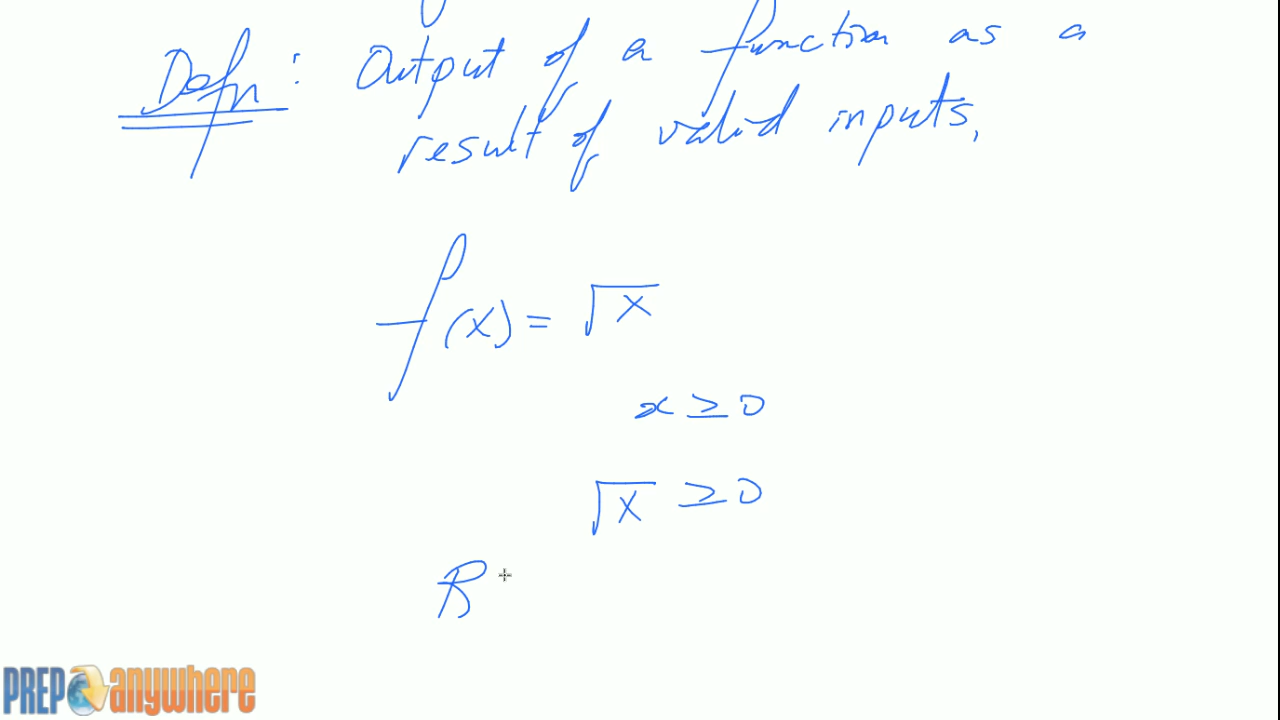 Defn: Output of a function as a
result of valid inputs,
f(x) = √x
x ≥ 0
√x ≥ 0
R
PREP anywhere